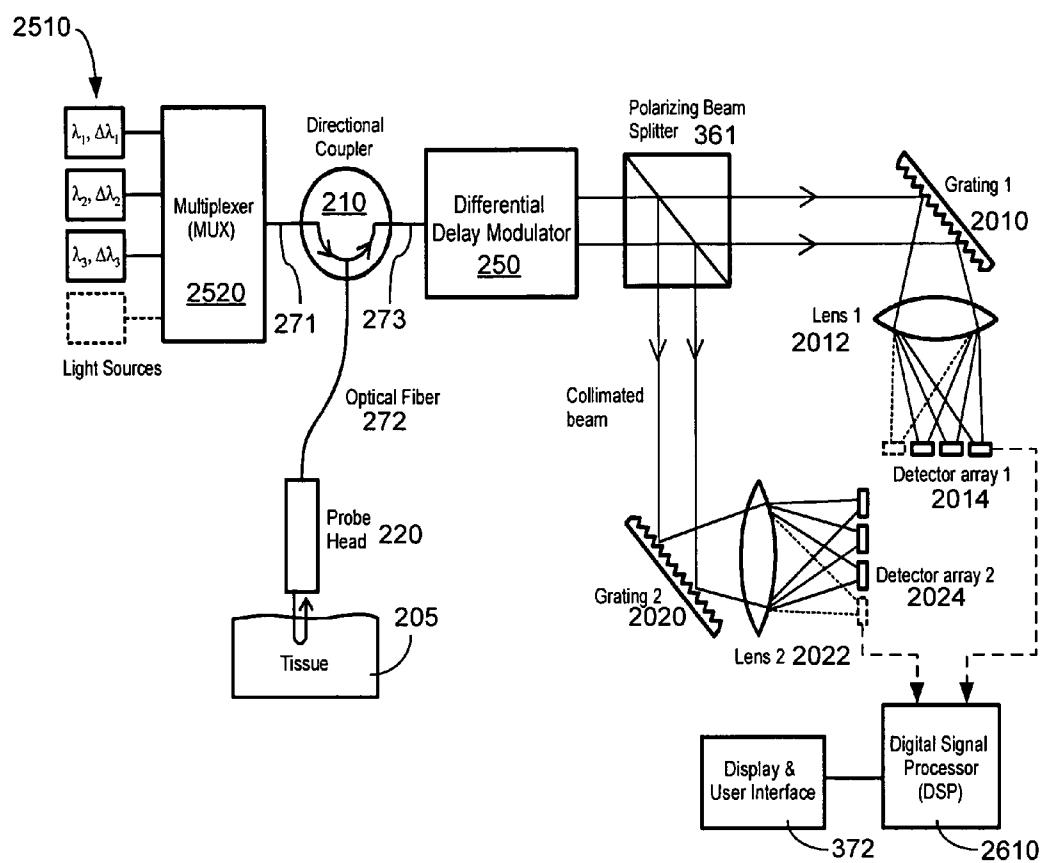 2510
λ₁, Δλ₁
λ₂, Δλ₂
λ₃, Δλ₃
Light Sources
Multiplexer
(MUX)
2520
271
Directional
Coupler
210
273
Differential
Delay Modulator
250
Polarizing Beam
Splitter
361
Grating 1
2010
Lens 1
2012
Detector array 1
2014
Collimated
beam
Optical Fiber
272
Probe
Head
220
Tissue
205
Grating 2
2020
Lens 2 2022
Detector array 2
2024
Digital Signal
Processor
(DSP)
2610
Display &
User Interface
372